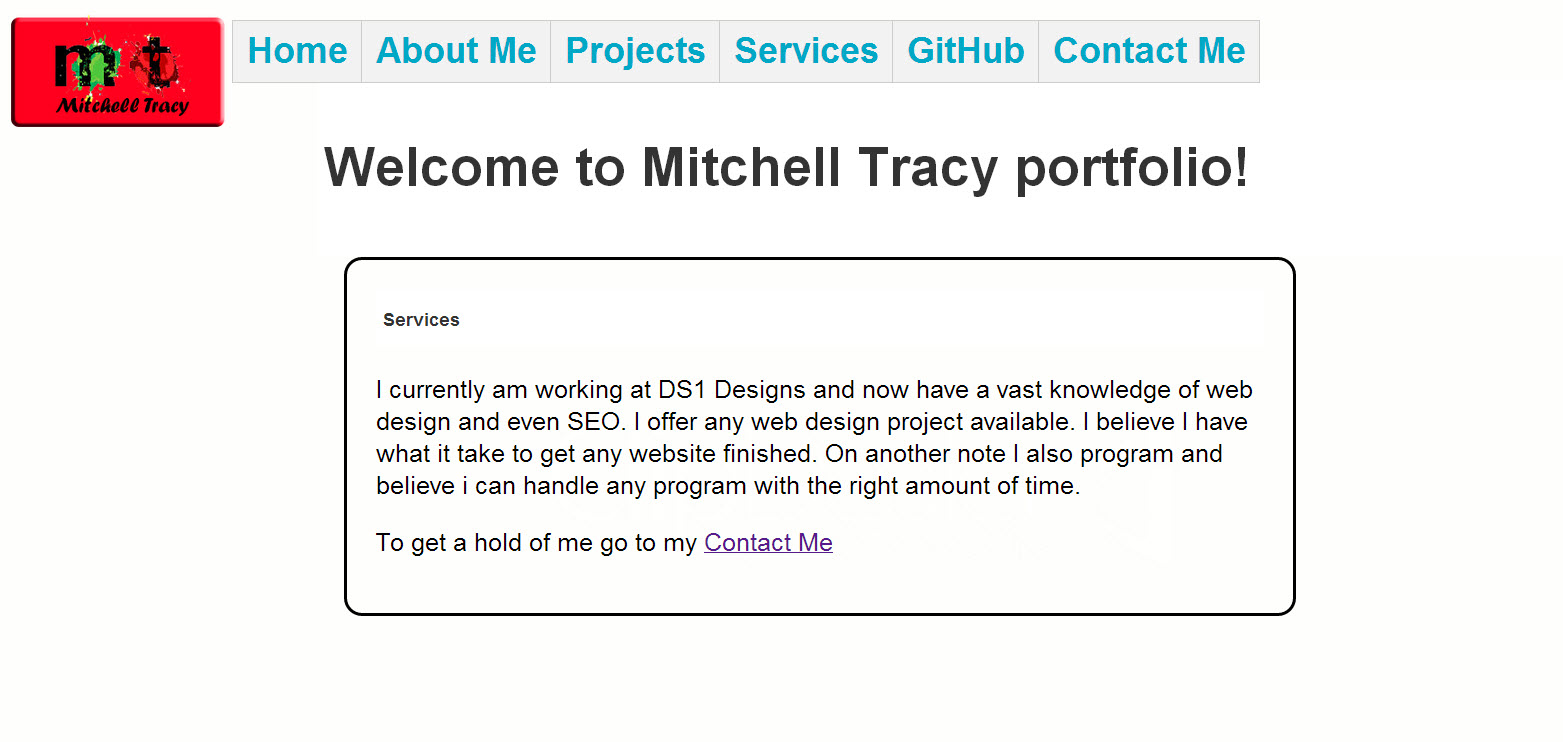 m t
Mitchell Tracy
Home About Me Projects Services GitHub Contact Me
Welcome to Mitchell Tracy portfolio!
Services
I currently am working at DS1 Designs and now have a vast knowledge of web
design and even SEO. I offer any web design project available. I believe I have
what it take to get any website finished. On another note I also program and
believe i can handle any program with the right amount of time.
To get a hold of me go to my Contact Me